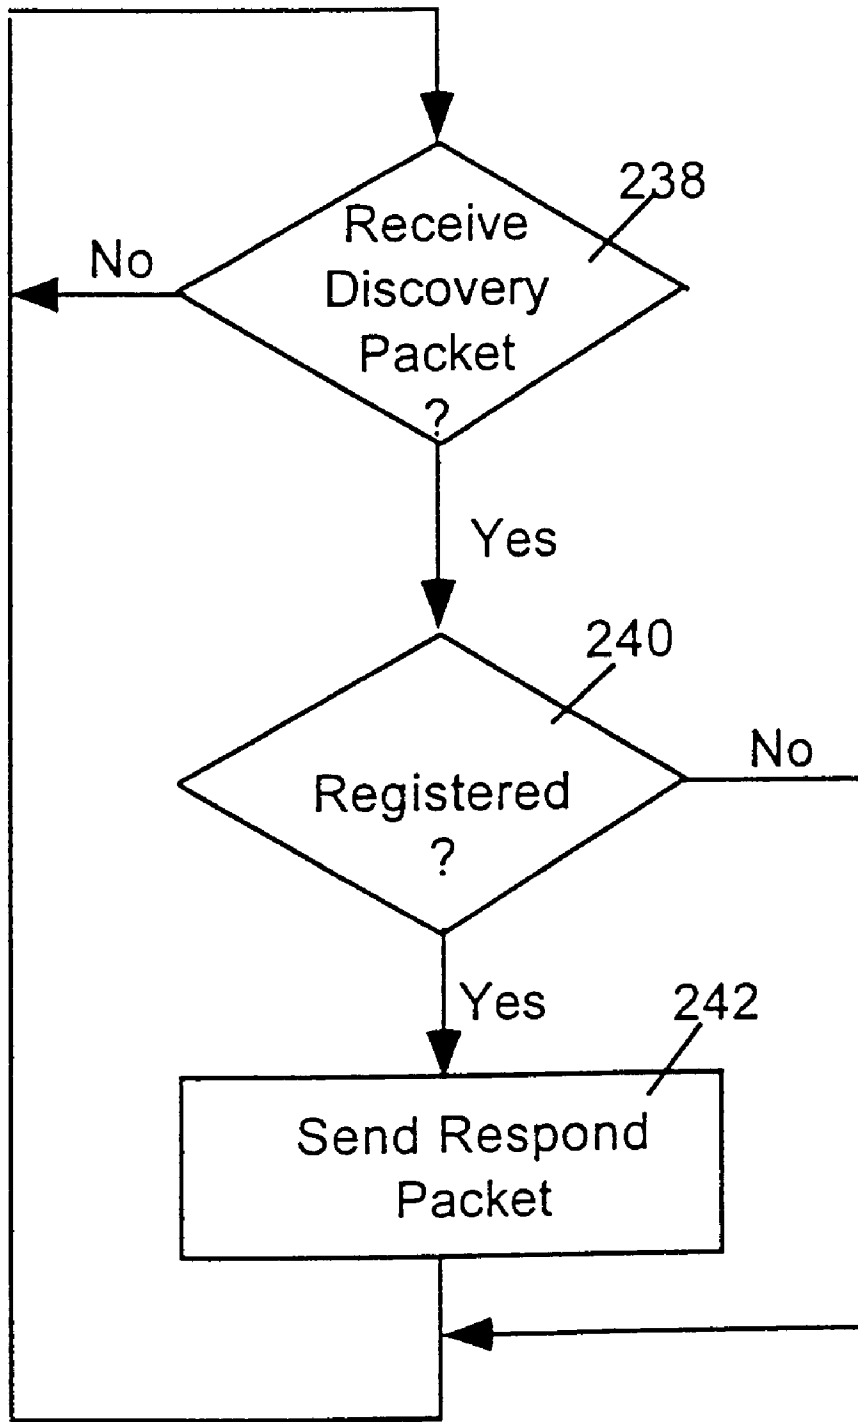 238
Receive
Discovery
Packet
?
No
Yes
240
Registered
?
No
Yes
242
Send Respond
Packet